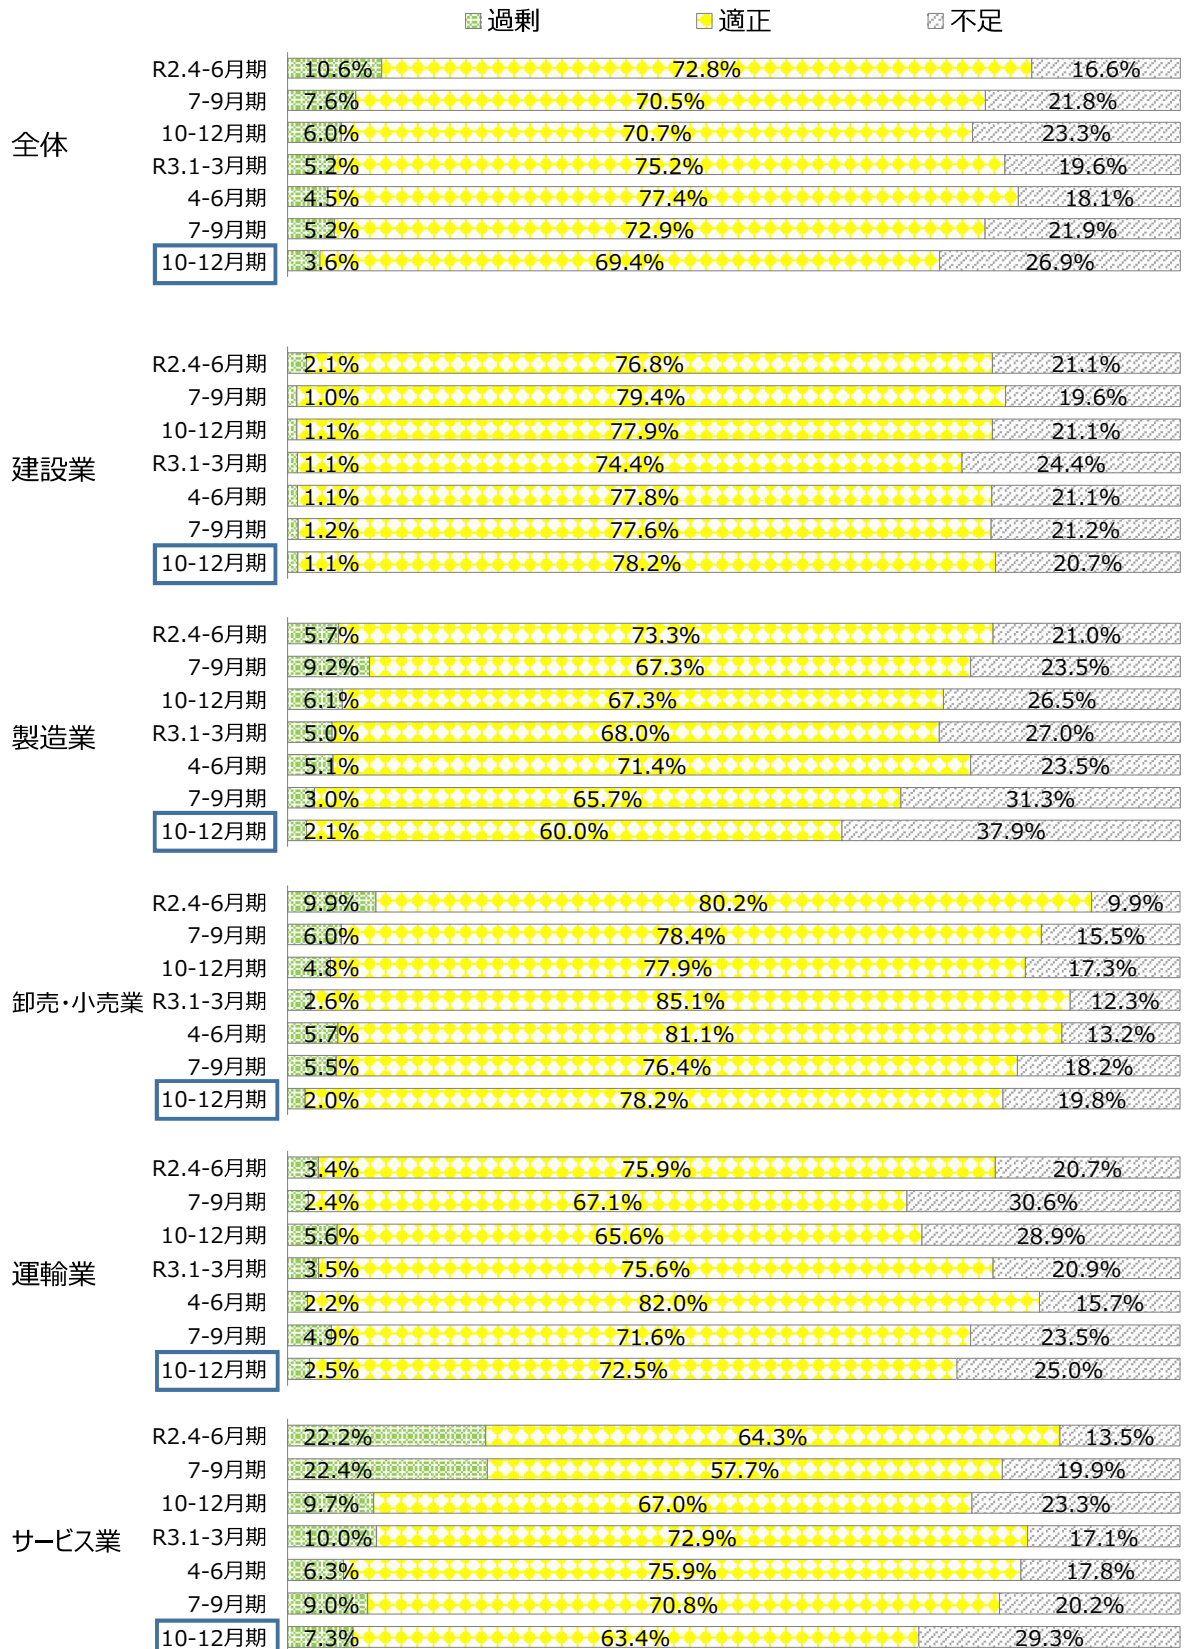 過剰 適正 不足
全体
R2.4-6月期 10.6% 72.8% 16.6%
7-9月期 7.6% 70.5% 21.8%
10-12月期 6.0% 70.7% 23.3%
R3.1-3月期 5.2% 75.2% 19.6%
4-6月期 4.5% 77.4% 18.1%
7-9月期 5.2% 72.9% 21.9%
10-12月期 3.6% 69.4% 26.9%
建設業
R2.4-6月期 2.1% 76.8% 21.1%
7-9月期 1.0% 79.4% 19.6%
10-12月期 1.1% 77.9% 21.1%
R3.1-3月期 1.1% 74.4% 24.4%
4-6月期 1.1% 77.8% 21.1%
7-9月期 1.2% 77.6% 21.2%
10-12月期 1.1% 78.2% 20.7%
製造業
R2.4-6月期 5.7% 73.3% 21.0%
7-9月期 9.2% 67.3% 23.5%
10-12月期 6.1% 67.3% 26.5%
R3.1-3月期 5.0% 68.0% 27.0%
4-6月期 5.1% 71.4% 23.5%
7-9月期 3.0% 65.7% 31.3%
10-12月期 2.1% 60.0% 37.9%
卸売・小売業
R2.4-6月期 9.9% 80.2% 9.9%
7-9月期 6.0% 78.4% 15.5%
10-12月期 4.8% 77.9% 17.3%
R3.1-3月期 2.6% 85.1% 12.3%
4-6月期 5.7% 81.1% 13.2%
7-9月期 5.5% 76.4% 18.2%
10-12月期 2.0% 78.2% 19.8%
運輸業
R2.4-6月期 3.4% 75.9% 20.7%
7-9月期 2.4% 67.1% 30.6%
10-12月期 5.6% 65.6% 28.9%
R3.1-3月期 3.5% 75.6% 20.9%
4-6月期 2.2% 82.0% 15.7%
7-9月期 4.9% 71.6% 23.5%
10-12月期 2.5% 72.5% 25.0%
サービス業
R2.4-6月期 22.2% 64.3% 13.5%
7-9月期 22.4% 57.7% 19.9%
10-12月期 9.7% 67.0% 23.3%
R3.1-3月期 10.0% 72.9% 17.1%
4-6月期 6.3% 75.9% 17.8%
7-9月期 9.0% 70.8% 20.2%
10-12月期 7.3% 63.4% 29.3%